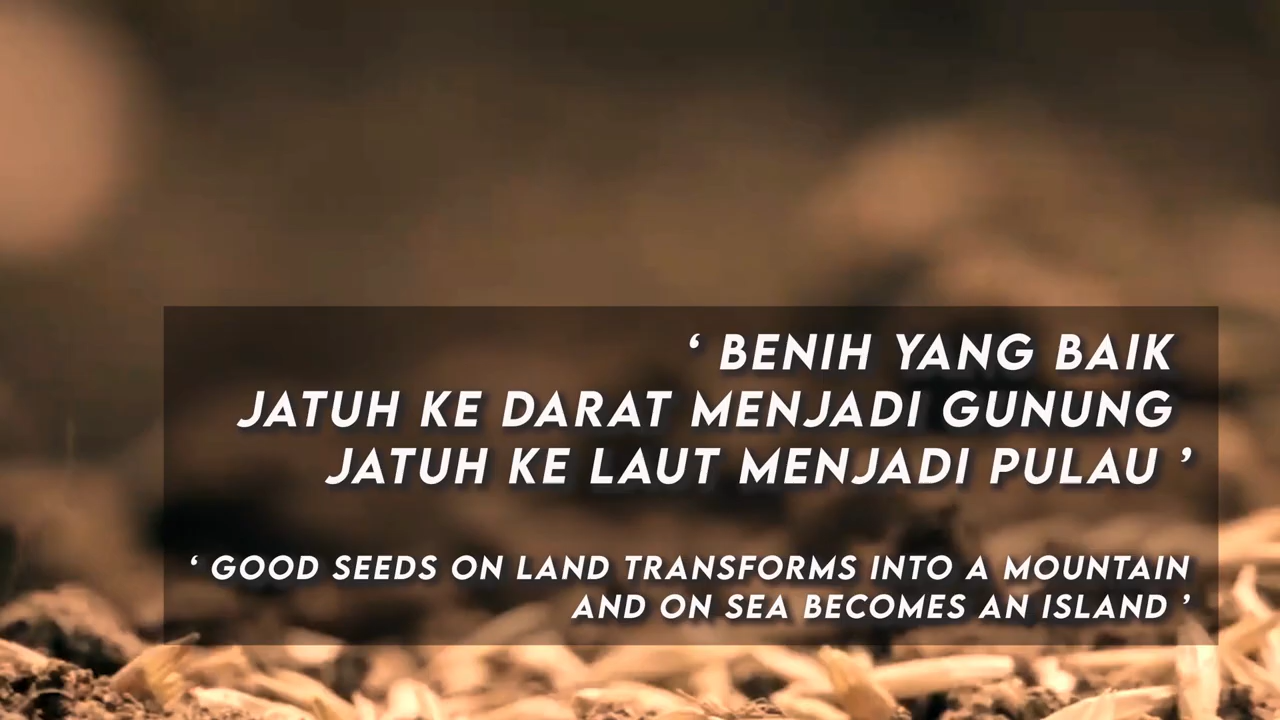 ‘ BENIH YANG BAIK
JATUH KE DARAT MENJADI GUNUNG
JATUH KE LAUT MENJADI PULAU ’
‘ GOOD SEEDS ON LAND TRANSFORMS INTO A MOUNTAIN
AND ON SEA BECOMES AN ISLAND ’